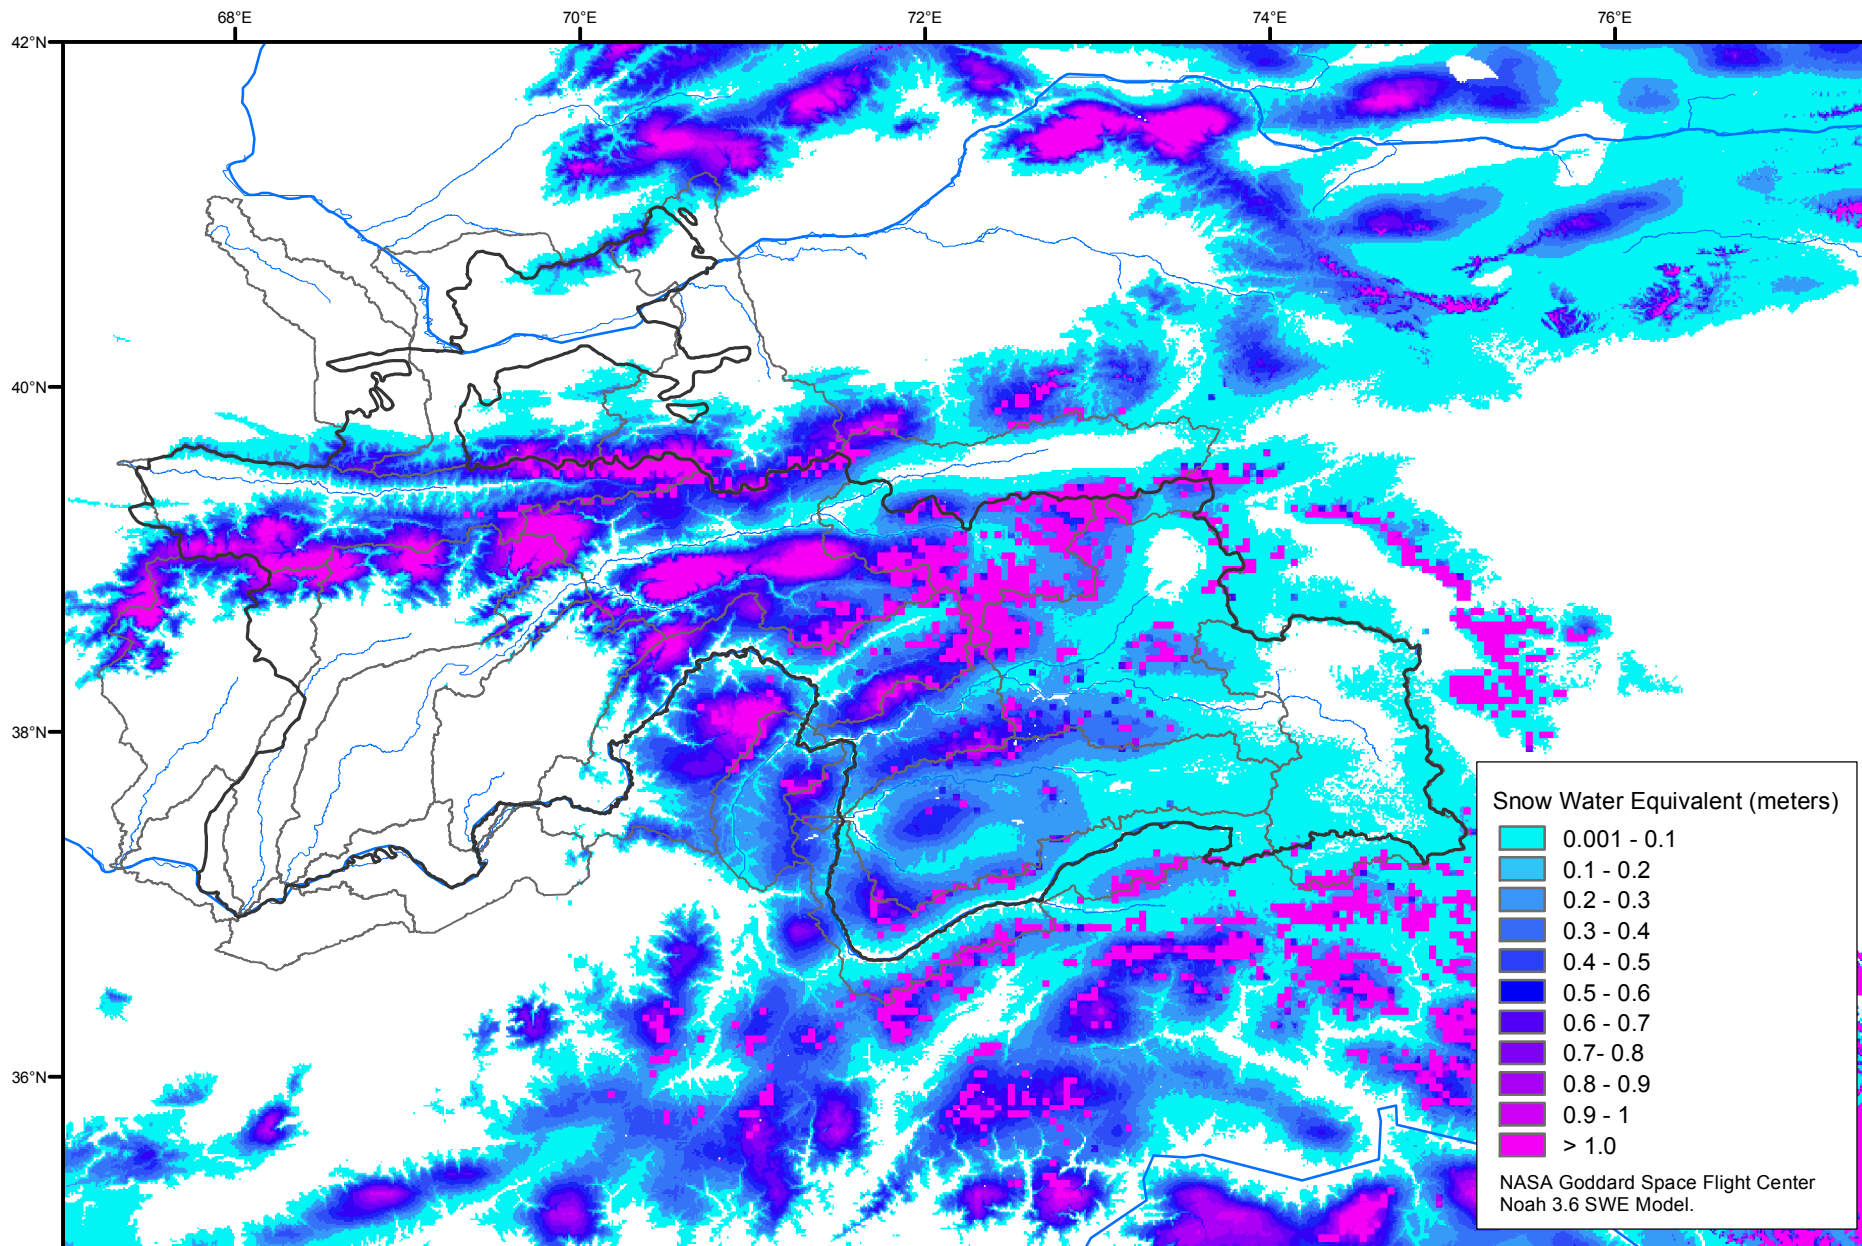 68°E 70°E 72°E 74°E 76°E
42°N
40°N
38°N
36°N
Snow Water Equivalent (meters)
0.001 - 0.1
0.1 - 0.2
0.2 - 0.3
0.3 - 0.4
0.4 - 0.5
0.5 - 0.6
0.6 - 0.7
0.7- 0.8
0.8 - 0.9
0.9 - 1
> 1.0
NASA Goddard Space Flight Center
Noah 3.6 SWE Model.